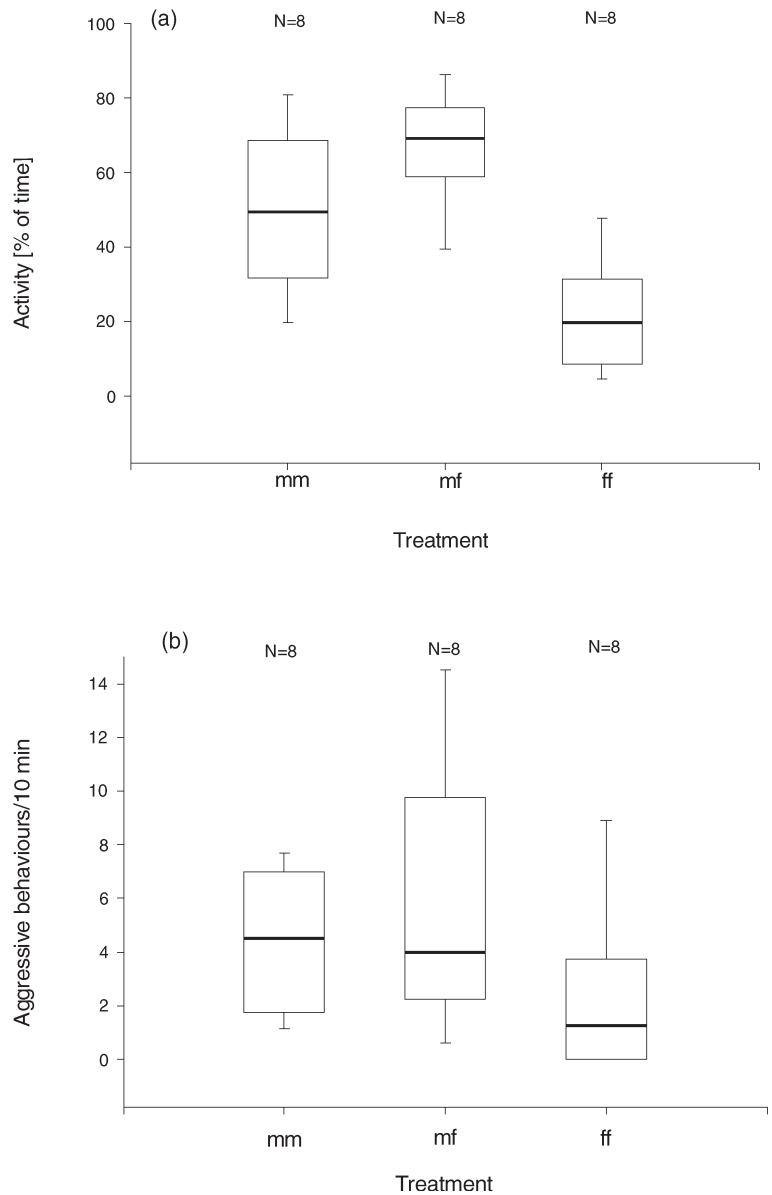 (a)
N=8 N=8 N=8
100
80
60
40
20
0
Activity [% of time]
mm mf ff
Treatment
(b)
N=8 N=8 N=8
14
12
10
8
6
4
2
0
Aggressive behaviours/10 min
mm mf ff
Treatment